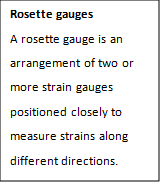 Rosette gauges
A rosette gauge is an
arrangement of two or
more strain gauges
positioned closely to
measure strains along
different directions.